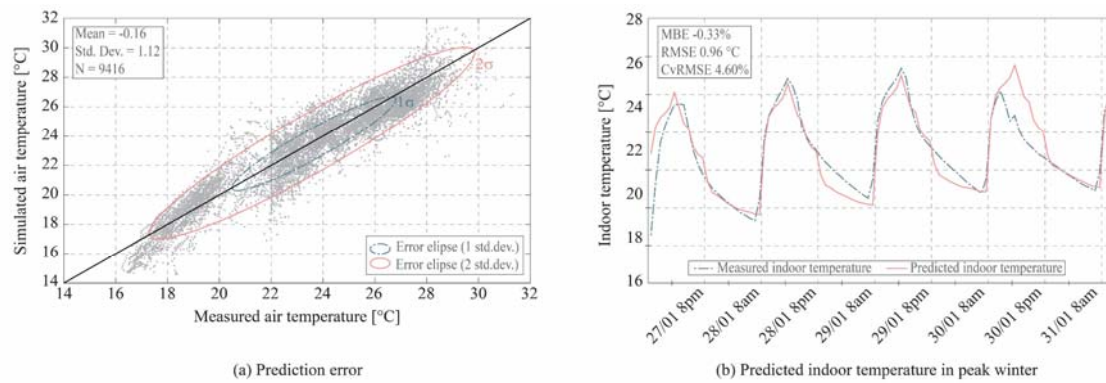 Mean = -0.16
Std. Dev. = 1.12
N = 9416
2σ
1σ
Error elipse (1 std.dev.)
Error elipse (2 std.dev.)
Simulated air temperature [°C]
32
30
28
26
24
22
20
18
16
14
14 16 18 20 22 24 26 28 30 32
Measured air temperature [°C]
(a) Prediction error
MBE -0.33%
RMSE 0.96 °C
CvRMSE 4.60%
Indoor temperature [°C]
28
26
24
22
20
18
16
Measured indoor temperature
Predicted indoor temperature
27/01 8pm
28/01 8am
28/01 8pm
29/01 8am
29/01 8pm
30/01 8am
30/01 8pm
31/01 8am
(b) Predicted indoor temperature in peak winter